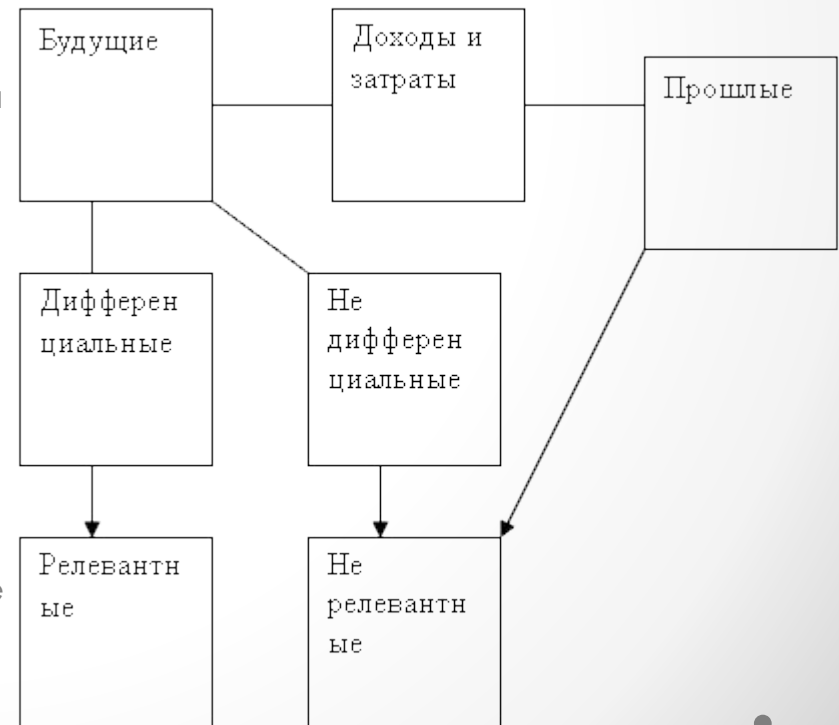 Будущие
Доходы и
затраты
Прошлые
Дифферен
циальные
Не
дифферен
циальные
Релевантн
ые
Не
релевантн
ые